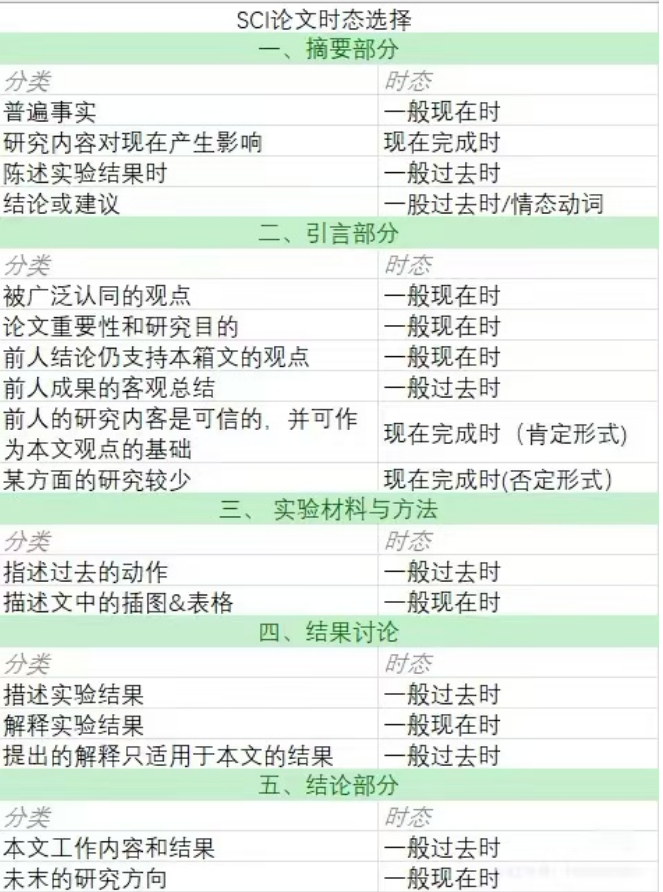 SCI论文时态选择
一、摘要部分
分类 时态
普遍事实 一般现在时
研究内容对现在产生影响 现在完成时
陈述实验结果时 一般过去时
结论或建议 一股过去时/情态动词
二、引言部分
分类 时态
被广泛认同的观点 一般现在时
论文重要性和研究目的 一般现在时
前人结论仍支持本箱文的观点 一般现在时
前人成果的客观总结 一般过去时
前人的研究内客是可信的，并可作
为本文观点的基础 现在完成时（肯定形式)
某方面的研究较少 现在完成时(否定形式）
三、 实验材料与方法
分类 时态
指述过去的动作 一般过去时
描述文中的插图&表格 一般现在时
四、结果讨论
分类 时态
措述实验结果 一般过去时
解释实验结果 一般现在时
提出的解释只适用于本文的结果 一般过去时
五、结论部分
分类 时态
本文工作内容和结果 一般过去时
未末的研究方向 一般现在时